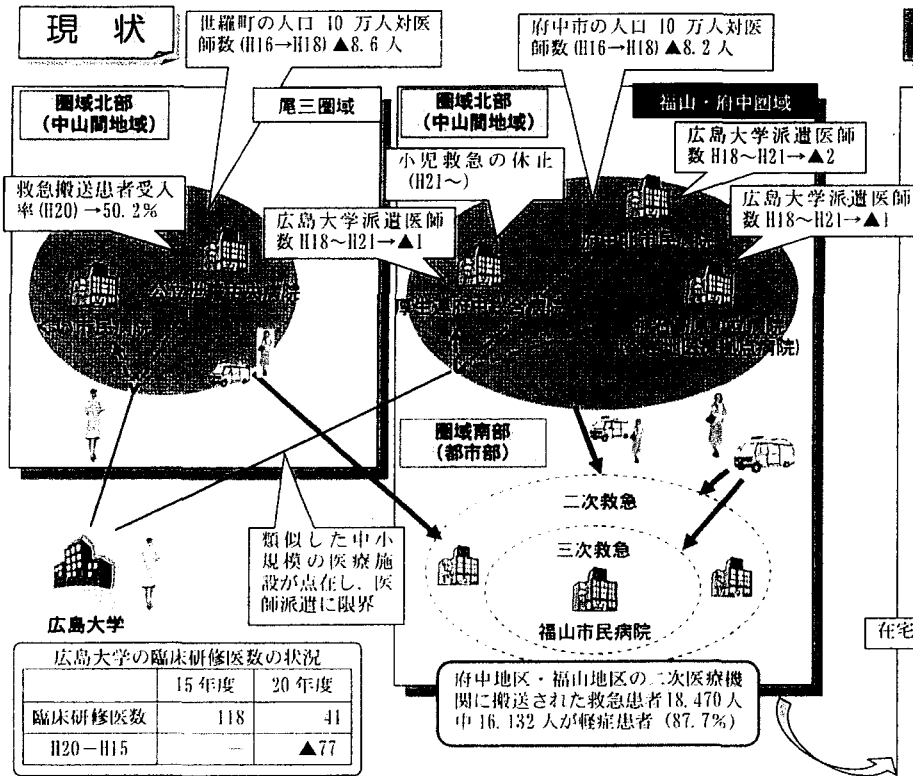 現状
世羅町の人口 10 万人対医
師数(H16→H18)▲8.6 人
府中市の人口 10 万人対医
師数(H16→H18)▲8.2 人
圏域北部
(中山間地域)
尾三圏域
圏域北部
(中山間地域)
福山・府中圏域
救急搬送患者受入
率(H20)→50.2%
小児救急の休止
(H21~)
広島大学派遣医師
数 H18~H21→▲2
広島大学派遣医師
数 H18~H21→▲1
広島大学派遣医師
数 H18~H21→▲1
市民病院
病院)
圏域南部
(都市部)
二次救急
三次救急
福山市民病院
類似した中小
規模の医療施
設が点在し、医
師派遣に限界
広島大学
在宅
広島大学の臨床研修医数の状況
15 年度 20 年度
臨床研修医数 118 41
H20-H15 - ▲77
府中地区・福山地区の二次医療機
関に搬送された救急患者 18,470 人
中 16,132 人が軽症患者 (87.7%)